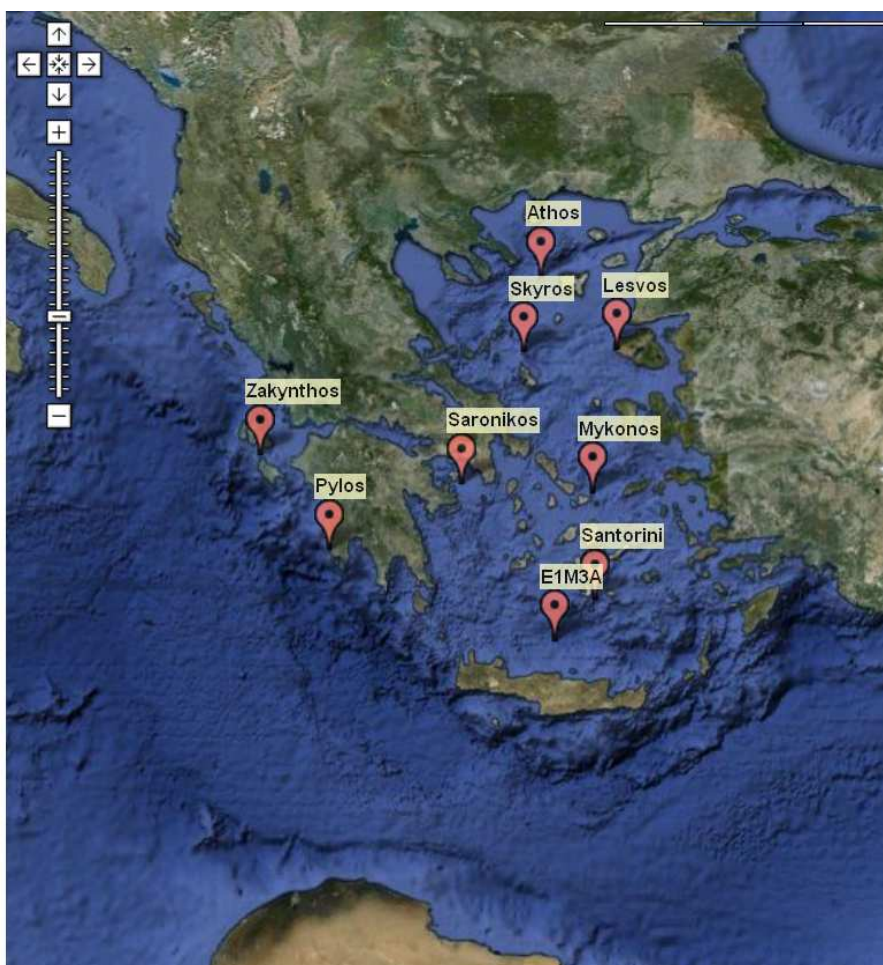 Athos
Skyros
Lesvos
Zakynthos
Saronikos
Mykonos
Pylos
Santorini
E1M3A